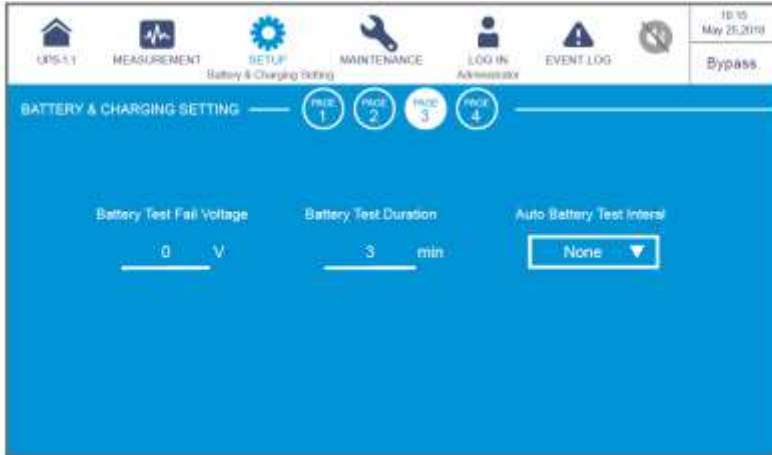 10:15
May 25,2018
UPS-1.1
MEASUREMENT
SETUP
MAINTENANCE
LOG IN
EVENT LOG
Bypass
Battery & Charging Setting
Administrator
BATTERY & CHARGING SETTING
PAGE 1
PAGE 2
PAGE 3
PAGE 4
Battery Test Fail Voltage
Battery Test Duration
Auto Battery Test Interal
0 V
3 min
None